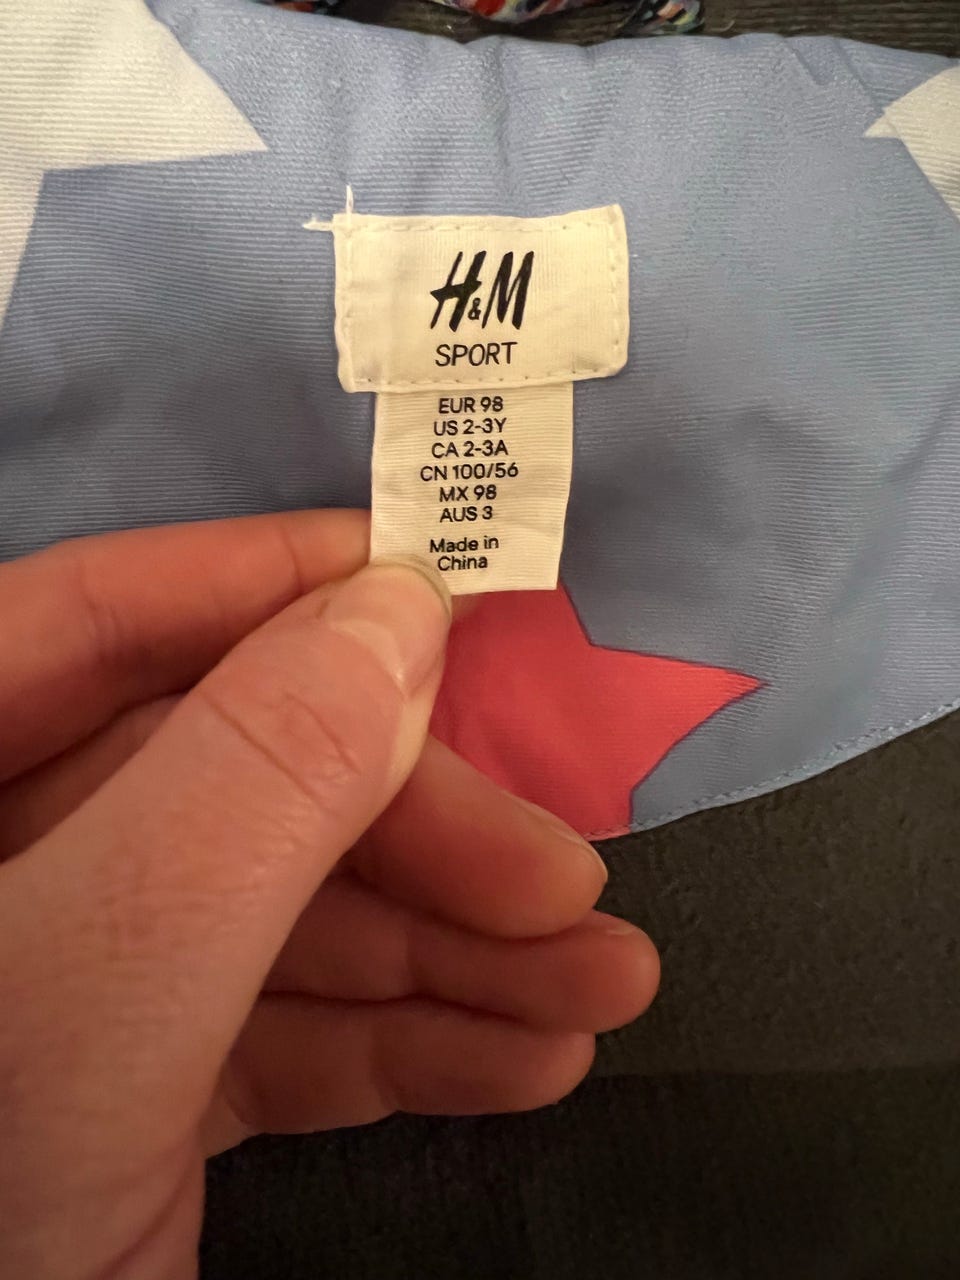 H&M
SPORT
EUR 98
US 2-3Y
CA 2-3A
CN 100/56
MX 98
AUS 3
Made in
China